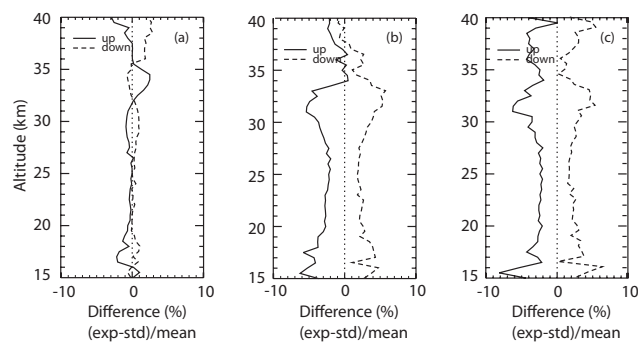 40
35
30
25
20
15
Altitude (km)
up
down
(a)
-10
0
10
Difference (%)
(exp-std)/mean
40
35
30
25
20
15
up
down
(b)
-10
0
10
Difference (%)
(exp-std)/mean
40
35
30
25
20
15
up
down
(c)
-10
0
10
Difference (%)
(exp-std)/mean